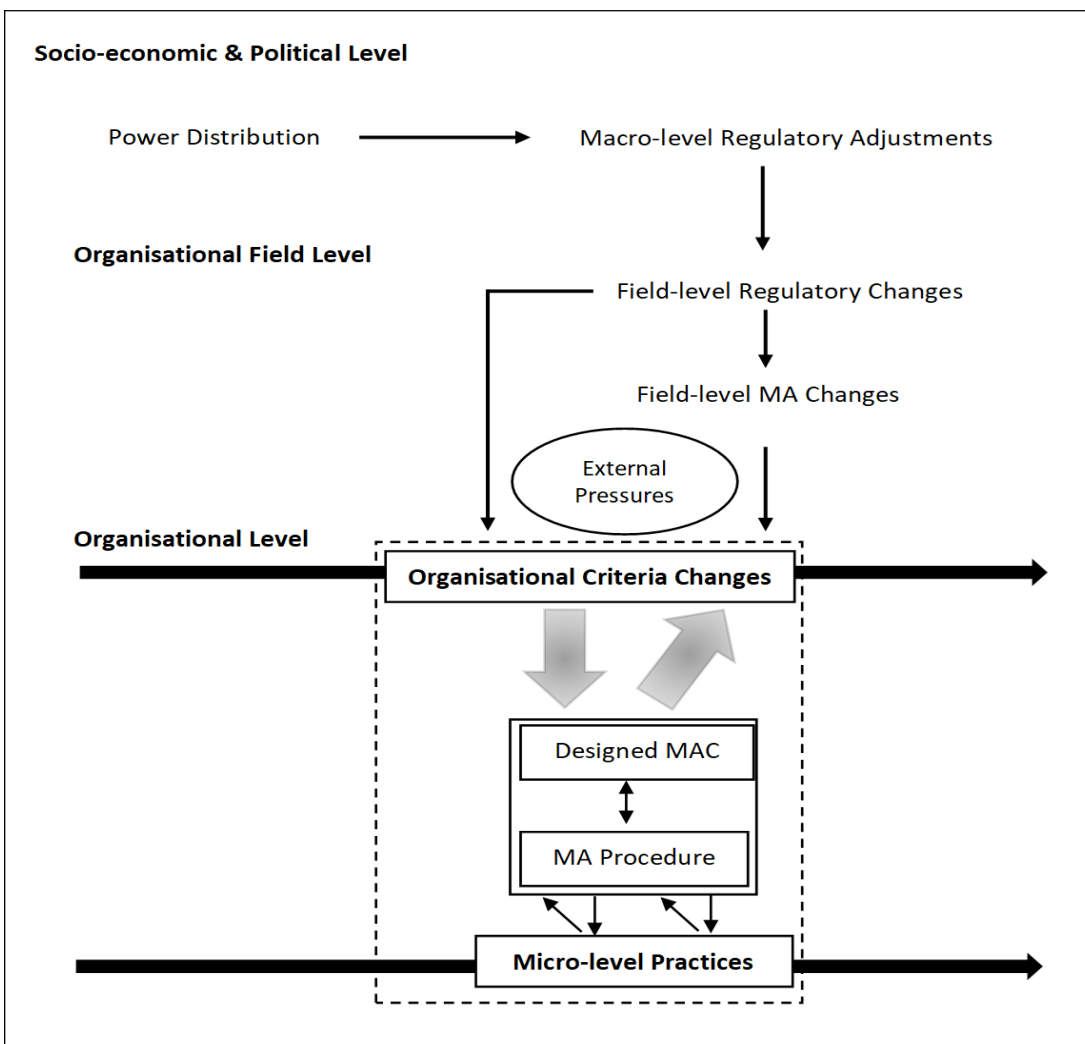 Socio-economic & Political Level
Power Distribution
Macro-level Regulatory Adjustments
Organisational Field Level
Field-level Regulatory Changes
Field-level MA Changes
External
Pressures
Organisational Level
Organisational Criteria Changes
Designed MAC
MA Procedure
Micro-level Practices